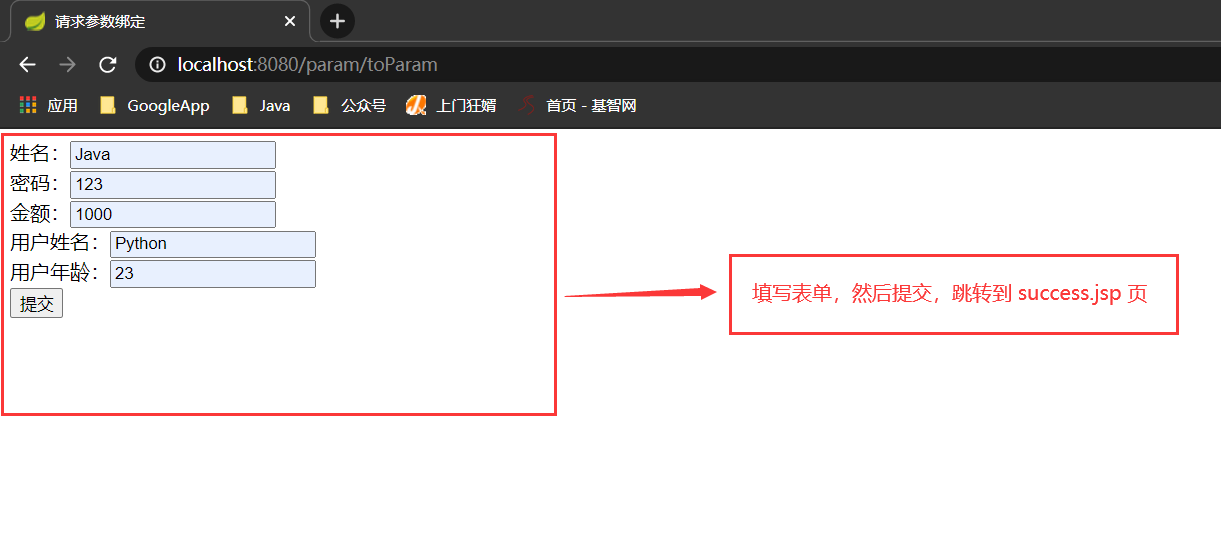 请求参数绑定
localhost:8080/param/toParam
应用 GoogleApp Java 公众号 上门狂婿 首页 - 基智网
姓名：Java
密码：123
金额：1000
用户姓名：Python
用户年龄：23
提交
填写表单，然后提交，跳转到 success.jsp 页